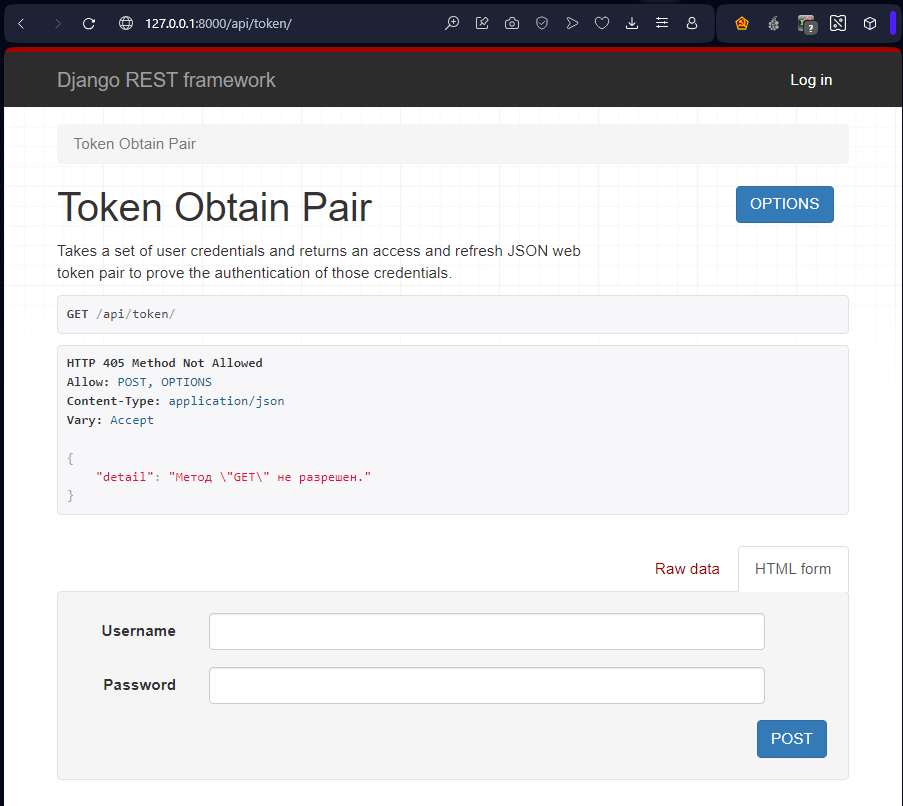 127.0.0.1:8000/api/token/
?
Django REST framework
Log in
Token Obtain Pair
Token Obtain Pair
OPTIONS
Takes a set of user credentials and returns an access and refresh JSON web
token pair to prove the authentication of those credentials.
GET /api/token/
HTTP 405 Method Not Allowed
Allow: POST, OPTIONS
Content-Type: application/json
Vary: Accept
{
    "detail": "Метод \"GET\" не разрешен."
}
Raw data
HTML form
Username
Password
POST